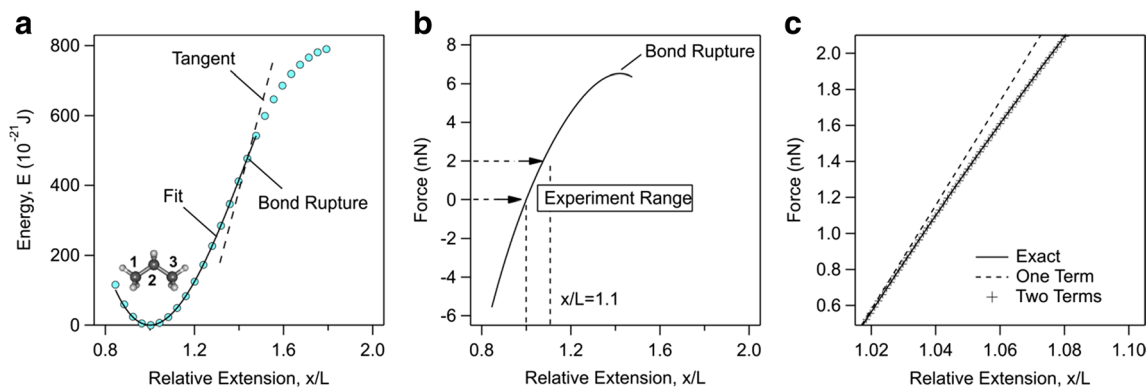 a
800
600
400
200
0
Energy, E (10⁻²¹J)
Tangent
Fit
Bond Rupture
1
2
3
0.8
1.2
1.6
2.0
Relative Extension, x/L
b
8
6
4
2
0
-2
-4
-6
Force (nN)
Bond Rupture
Experiment Range
x/L=1.1
0.8
1.2
1.6
2.0
Relative Extension, x/L
c
2.0
1.8
1.6
1.4
1.2
1.0
0.8
0.6
Force (nN)
Exact
One Term
Two Terms
1.02
1.04
1.06
1.08
1.10
Relative Extension, x/L